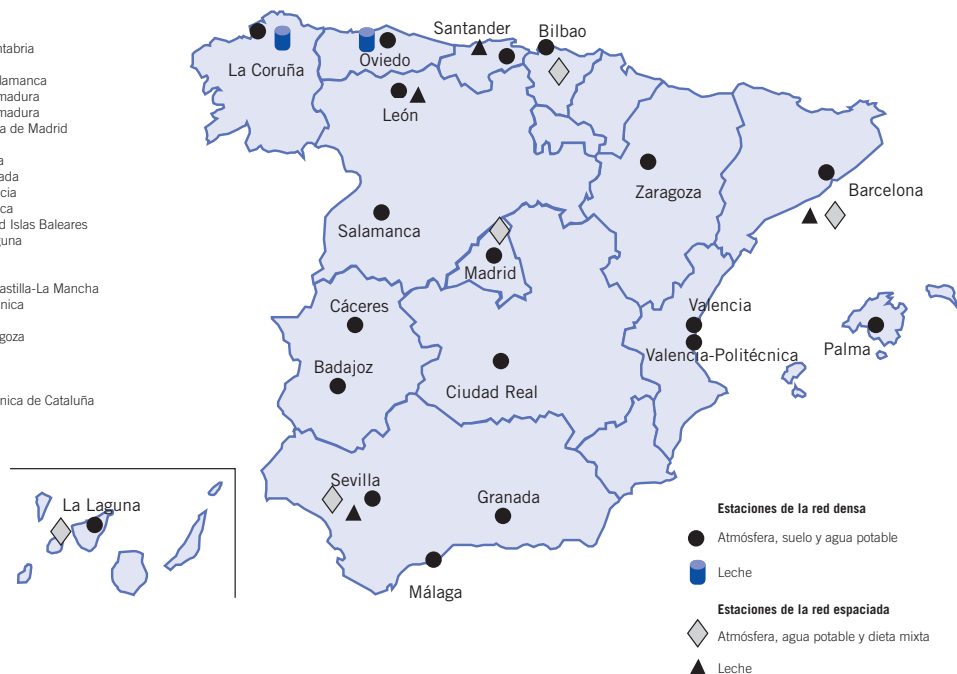 ntabria
lamanca
madura
madura
a de Madrid
a
ada
cia
ca
d Islas Baleares
guna
astilla-La Mancha
nica
goza
nica de Cataluña
Santander
Bilbao
La Coruña
Oviedo
León
Zaragoza
Barcelona
Salamanca
Madrid
Cáceres
Valencia
Valencia-Politécnica
Palma
Badajoz
Ciudad Real
Sevilla
Granada
La Laguna
Málaga
Estaciones de la red densa
Atmósfera, suelo y agua potable
Leche
Estaciones de la red espaciada
Atmósfera, agua potable y dieta mixta
Leche